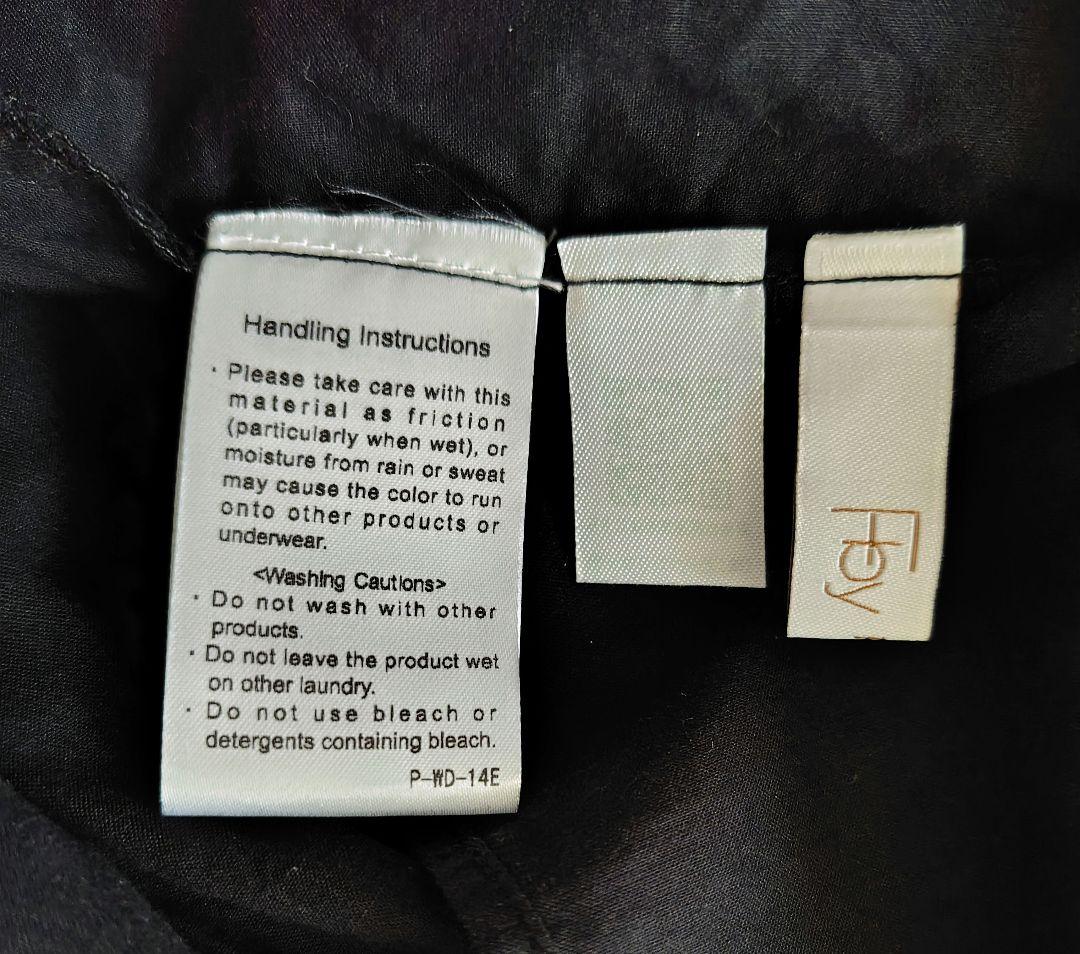 Handling Instructions
· Please take care with this
material as friction
(particularly when wet), or
moisture from rain or sweat
may cause the color to run
onto other products or
underwear.
<Washing Cautions>
· Do not wash with other
products.
· Do not leave the product wet
on other laundry.
· Do not use bleach or
detergents containing bleach.
P-WD-14E